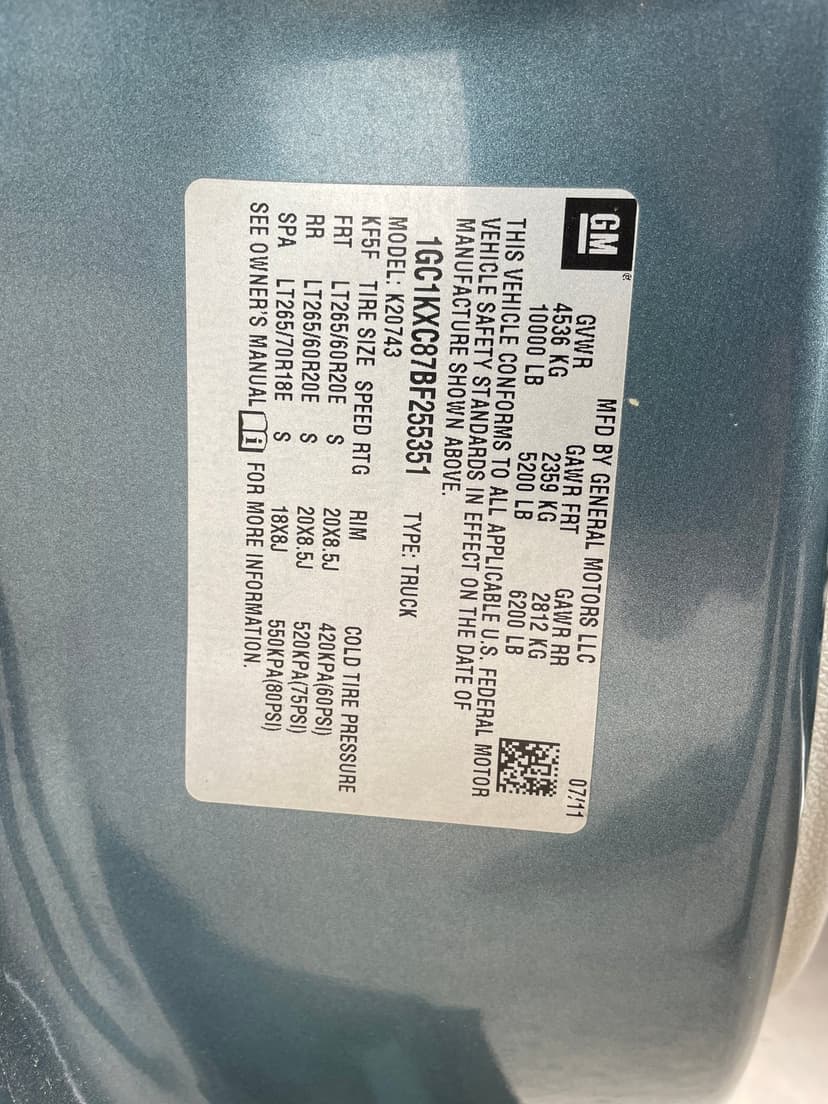 GM ®
MFD BY GENERAL MOTORS LLC 07/11
GVWR GAWR FRT GAWR RR
4536 KG 2359 KG 2812 KG
10000 LB 5200 LB 6200 LB
THIS VEHICLE CONFORMS TO ALL APPLICABLE U.S. FEDERAL MOTOR
VEHICLE SAFETY STANDARDS IN EFFECT ON THE DATE OF
MANUFACTURE SHOWN ABOVE.
1GC1KXC87BF255351 TYPE: TRUCK
MODEL: K20743
KF5F TIRE SIZE SPEED RTG RIM COLD TIRE PRESSURE
FRT LT265/60R20E S 20X8.5J 420KPA(60PSI)
RR LT265/60R20E S 20X8.5J 520KPA(75PSI)
SPA LT265/70R18E S 18X8J 550KPA(80PSI)
SEE OWNER'S MANUAL i FOR MORE INFORMATION.